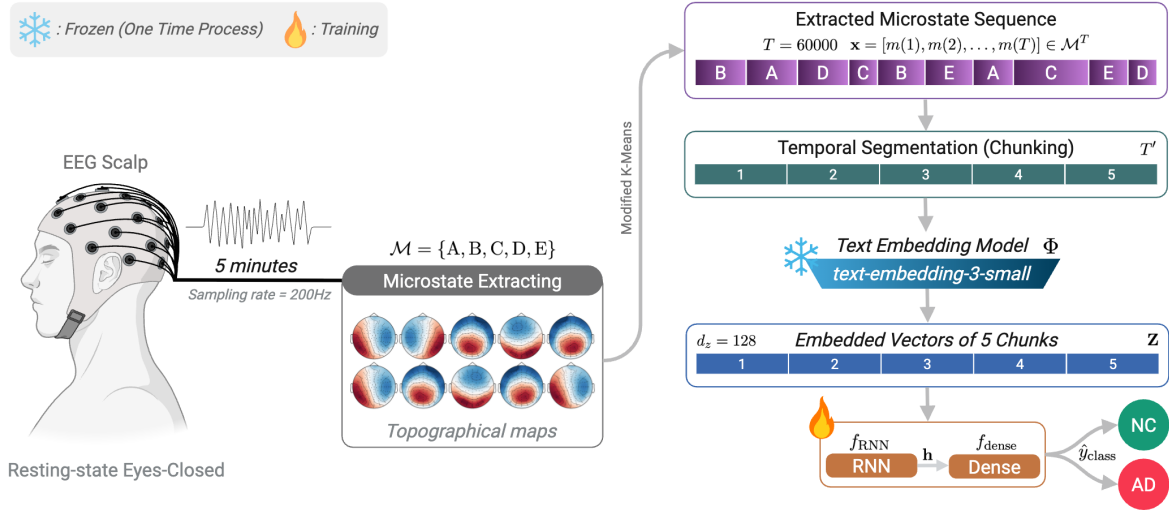 : Frozen (One Time Process) : Training
EEG Scalp
5 minutes
Sampling rate = 200Hz
Resting-state Eyes-Closed
ℳ = {A, B, C, D, E}
Microstate Extracting
Topographical maps
Modified K-Means
Extracted Microstate Sequence
T = 60000 𝐱 = [m(1), m(2), . . . , m(T)] ∈ ℳᵀ
B A D C B E A C E D
Temporal Segmentation (Chunking) T′
1 2 3 4 5
Text Embedding Model Φ
text-embedding-3-small
d_z = 128 Embedded Vectors of 5 Chunks 𝐙
1 2 3 4 5
f_RNN 𝐡 f_dense
RNN Dense
ŷ_class
NC
AD